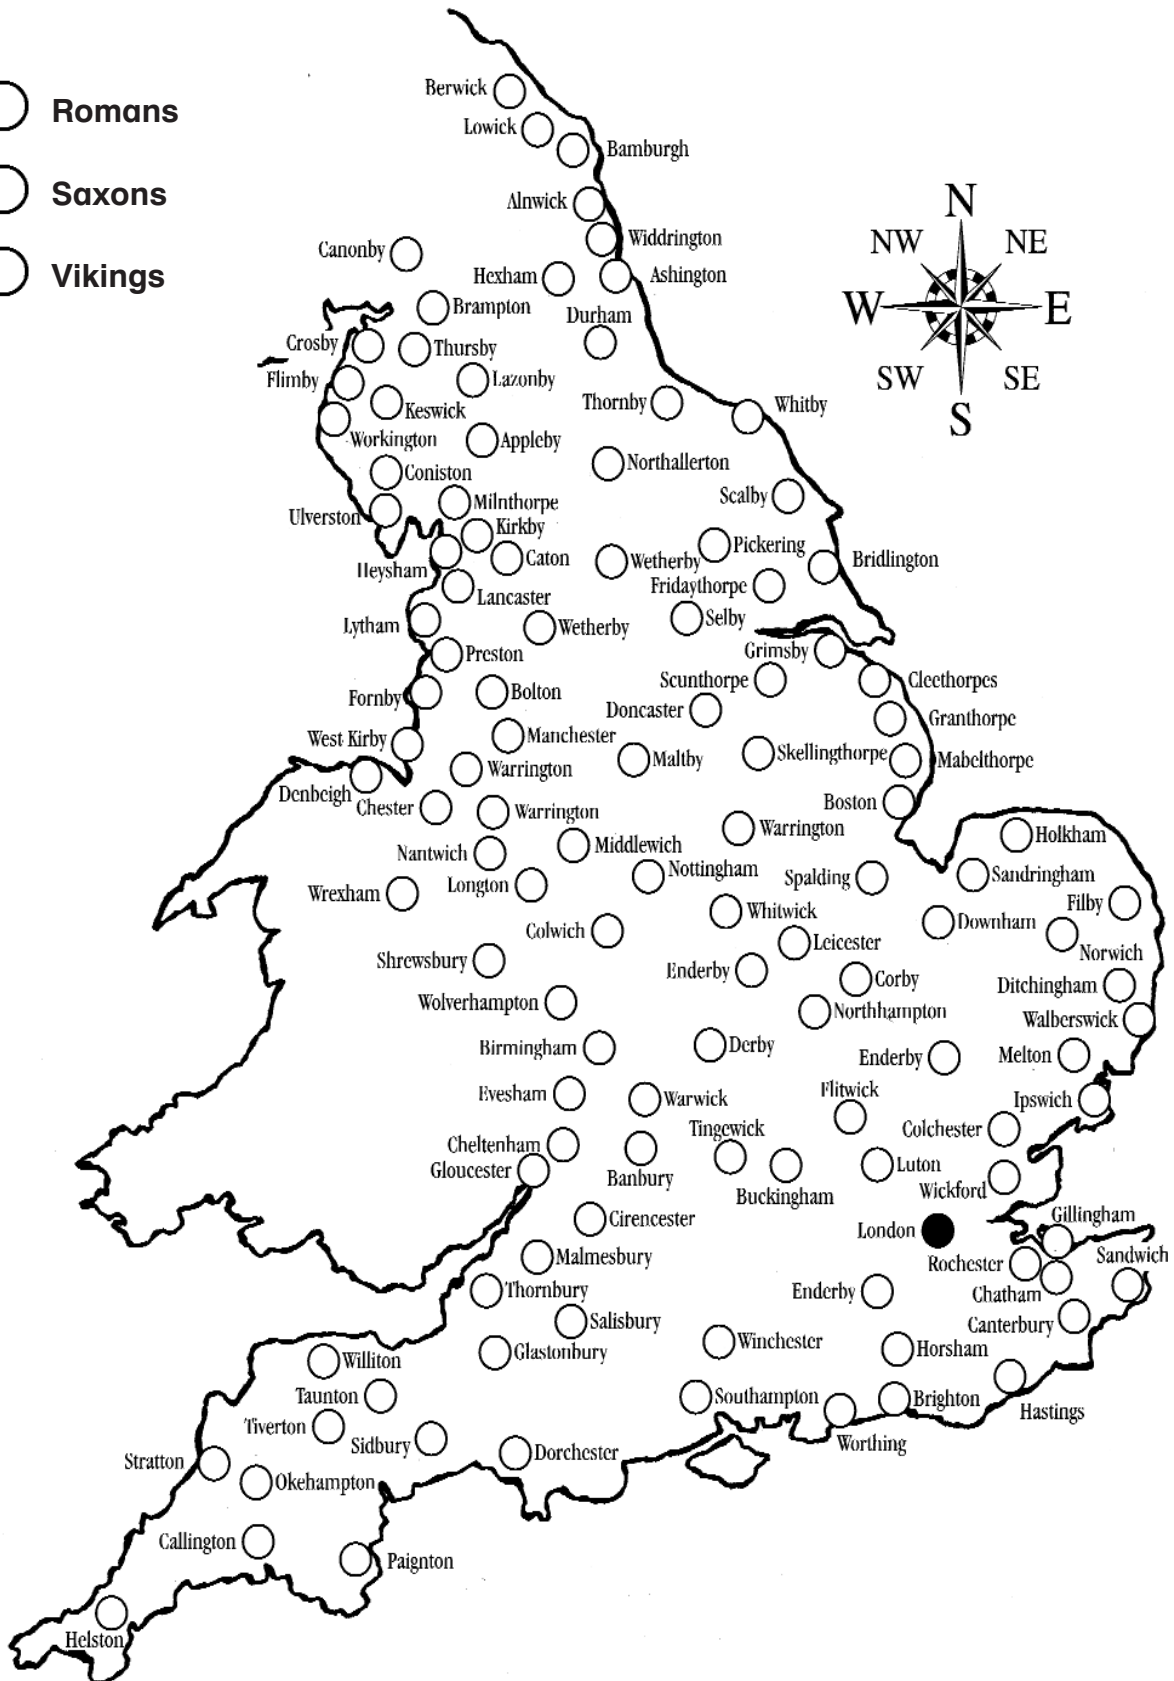 Romans
Saxons
Vikings
N
NW
NE
W
E
SW
SE
S
Berwick
Lowick
Bamburgh
Alnwick
Widdrington
Canonby
Hexham
Ashington
Brampton
Durham
Crosby
Thursby
Flimby
Lazonby
Keswick
Thornby
Whitby
Workington
Appleby
Northallerton
Coniston
Scalby
Milnthorpe
Ulverston
Kirkby
Pickering
Heysham
Caton
Wetherby
Bridlington
Fridaythorpe
Lancaster
Lytham
Wetherby
Selby
Preston
Grimsby
Scunthorpe
Cleethorpes
Fornby
Bolton
Doncaster
Granthorpe
West Kirby
Manchester
Maltby
Skellingthorpe
Mabelthorpe
Warrington
Denbeigh
Chester
Warrington
Boston
Warrington
Holkham
Nantwich
Middlewich
Nottingham
Spalding
Sandringham
Wrexham
Longton
Filby
Whitwick
Downham
Colwich
Leicester
Norwich
Shrewsbury
Enderby
Corby
Ditchingham
Wolverhampton
Northhampton
Walberswick
Birmingham
Derby
Enderby
Melton
Evesham
Warwick
Flitwick
Ipswich
Tingewick
Colchester
Cheltenham
Gloucester
Banbury
Buckingham
Luton
Wickford
Cirencester
London
Gillingham
Malmesbury
Rochester
Sandwich
Thornbury
Enderby
Chatham
Salisbury
Canterbury
Glastonbury
Winchester
Horsham
Williton
Taunton
Southampton
Brighton
Hastings
Tiverton
Sidbury
Worthing
Stratton
Dorchester
Okehampton
Callington
Paignton
Helston